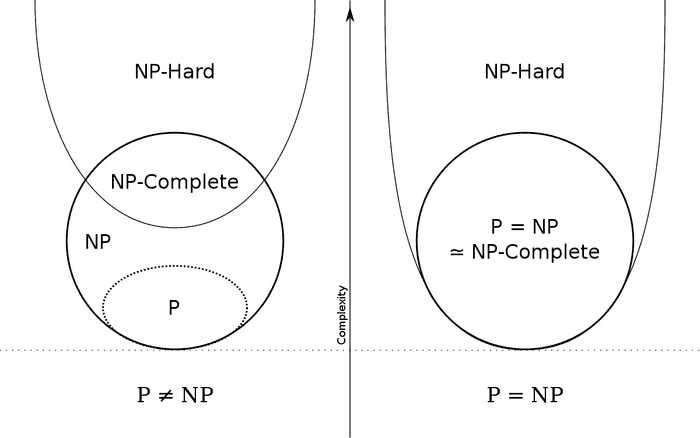 NP-Hard
NP-Complete
NP
P
P ≠ NP
Complexity
NP-Hard
P = NP
≃ NP-Complete
P = NP